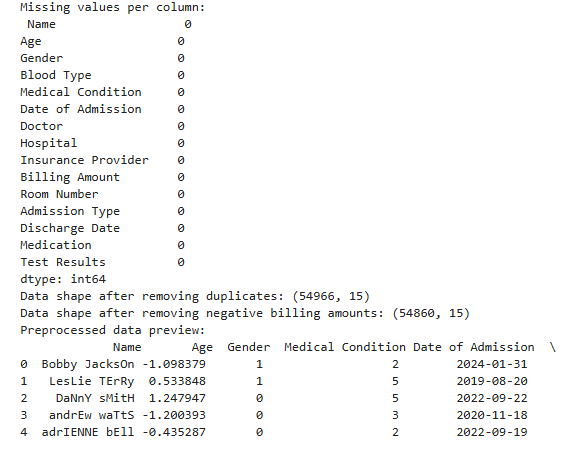 Missing values per column:
 Name                  0
Age                   0
Gender                0
Blood Type            0
Medical Condition     0
Date of Admission     0
Doctor                0
Hospital              0
Insurance Provider    0
Billing Amount        0
Room Number           0
Admission Type        0
Discharge Date        0
Medication            0
Test Results          0
dtype: int64
Data shape after removing duplicates: (54966, 15)
Data shape after removing negative billing amounts: (54860, 15)
Preprocessed data preview:
            Name       Age  Gender  Medical Condition Date of Admission  \
0  Bobby JacksOn -1.098379       1                  2        2024-01-31
1   LesLie TErRy  0.533848       1                  5        2019-08-20
2    DaNnY sMitH  1.247947       0                  5        2022-09-22
3   andrEw waTtS -1.200393       0                  3        2020-11-18
4  adrIENNE bEll -0.435287       0                  2        2022-09-19